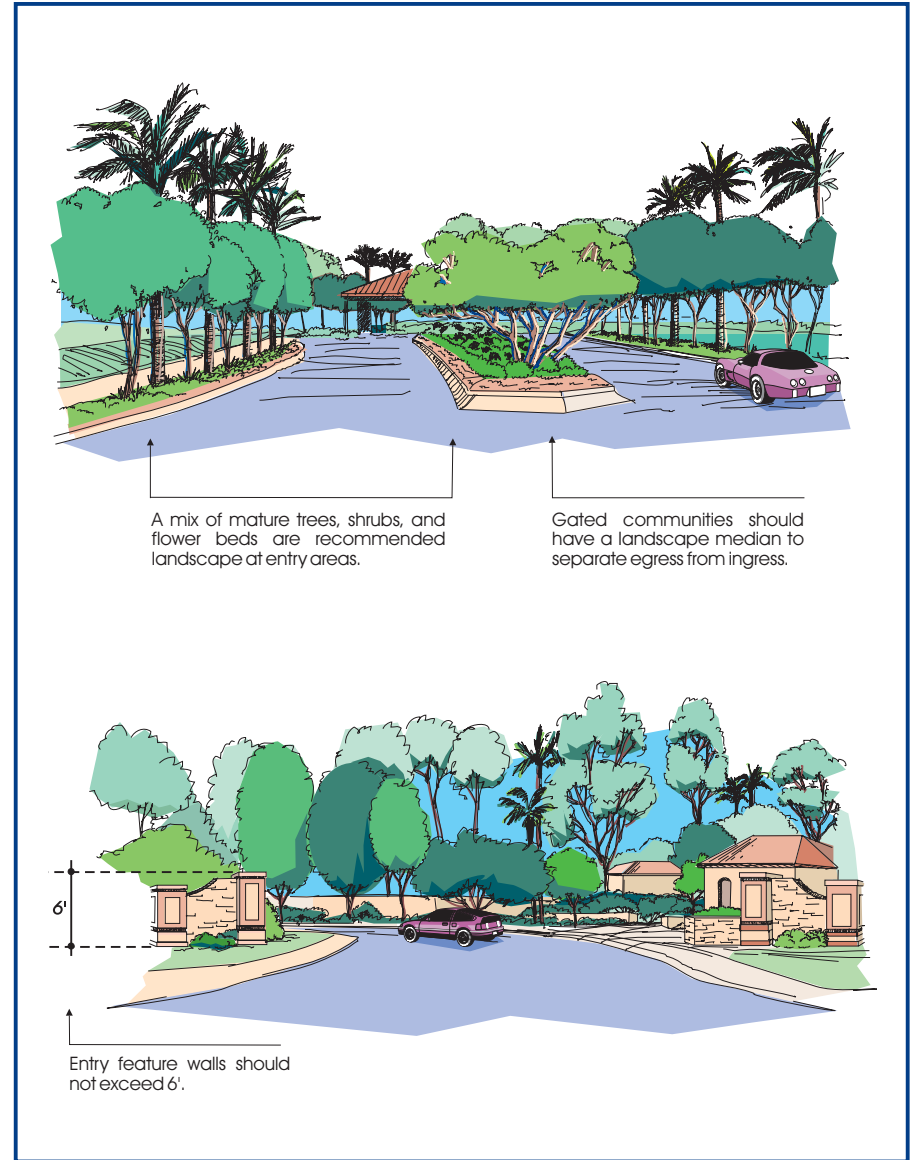 A mix of mature trees, shrubs, and
flower beds are recommended
landscape at entry areas.
Gated communities should
have a landscape median to
separate egress from ingress.
6'
Entry feature walls should
not exceed 6'.